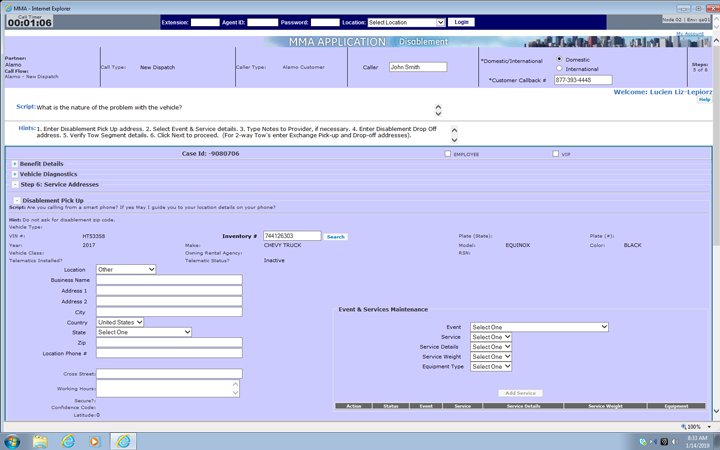 MMA - Internet Explorer
Call Timer
00:01:06
Extension: Agent ID: Password: Location: Select Location Login
Node 02 | Env: qa01
My Account
MMA APPLICATION Disablement
Partner:
Alamo
Call Flow:
Alamo - New Dispatch
Call Type: New Dispatch
Caller Type: Alamo Customer
Caller John Smith
*Domestic/International Domestic
International
*Customer Callback # 877-393-4448
Steps:
5 of 8
Welcome: Lucien Liz-Lepiorz
Help
Script: What is the nature of the problem with the vehicle?
Hints: 1. Enter Disablement Pick Up address. 2. Select Event & Service details. 3. Type Notes to Provider, if necessary. 4. Enter Disablement Drop Off
address. 5. Verify Tow Segment details. 6. Click Next to proceed. (For 2-way Tow's enter Exchange Pick-up and Drop-off addresses).
Case Id: -9080706 EMPLOYEE VIP
Benefit Details
Vehicle Diagnostics
Step 6: Service Addresses
Disablement Pick Up
Script: Are you calling from a smart phone? If yes May I guide you to your location details on your phone?
Hint: Do not ask for disablement zip code.
Vehicle Type:
VIN #: HTS3358 Inventory # 744126303 Search Plate (State): Plate (#):
Year: 2017 Make: CHEVY TRUCK Model: EQUINOX Color: BLACK
Vehicle Class: Owning Rental Agency: RSN:
Telematics Installed? Telematic Status? Inactive
Location Other
Business Name
Address 1
Address 2
City
Country United States
State Select One
Zip
Location Phone #
Cross Street:
Working Hours:
Secure?:
Confidence Code:
Latitude: 0
Event & Services Maintenance
Event Select One
Service Select One
Service Details Select One
Service Weight Select One
Equipment Type Select One
Add Service
Action Status Event Service Service Details Service Weight Equipment
100%
8:33 AM
1/14/2019